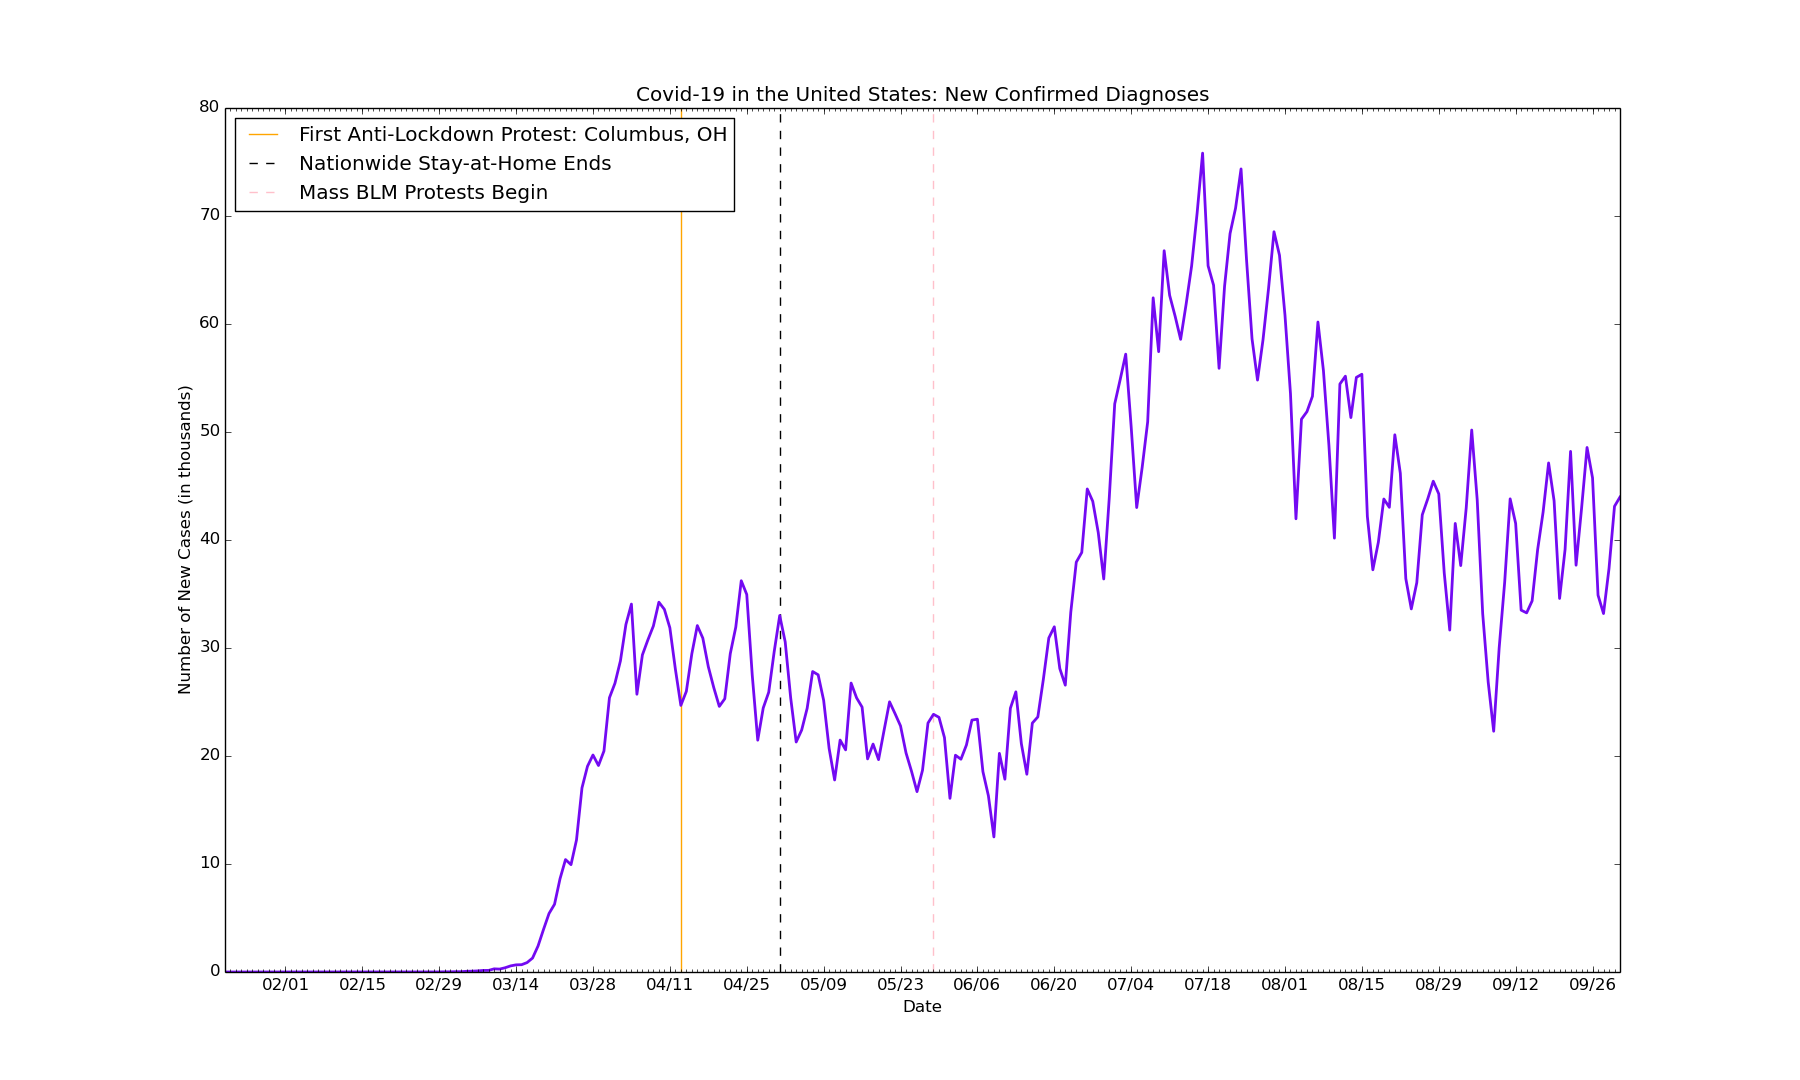 Covid-19 in the United States: New Confirmed Diagnoses
First Anti-Lockdown Protest: Columbus, OH
Nationwide Stay-at-Home Ends
Mass BLM Protests Begin
Number of New Cases (in thousands)
80
70
60
50
40
30
20
10
0
02/01 02/15 02/29 03/14 03/28 04/11 04/25 05/09 05/23 06/06 06/20 07/04 07/18 08/01 08/15 08/29 09/12 09/26
Date